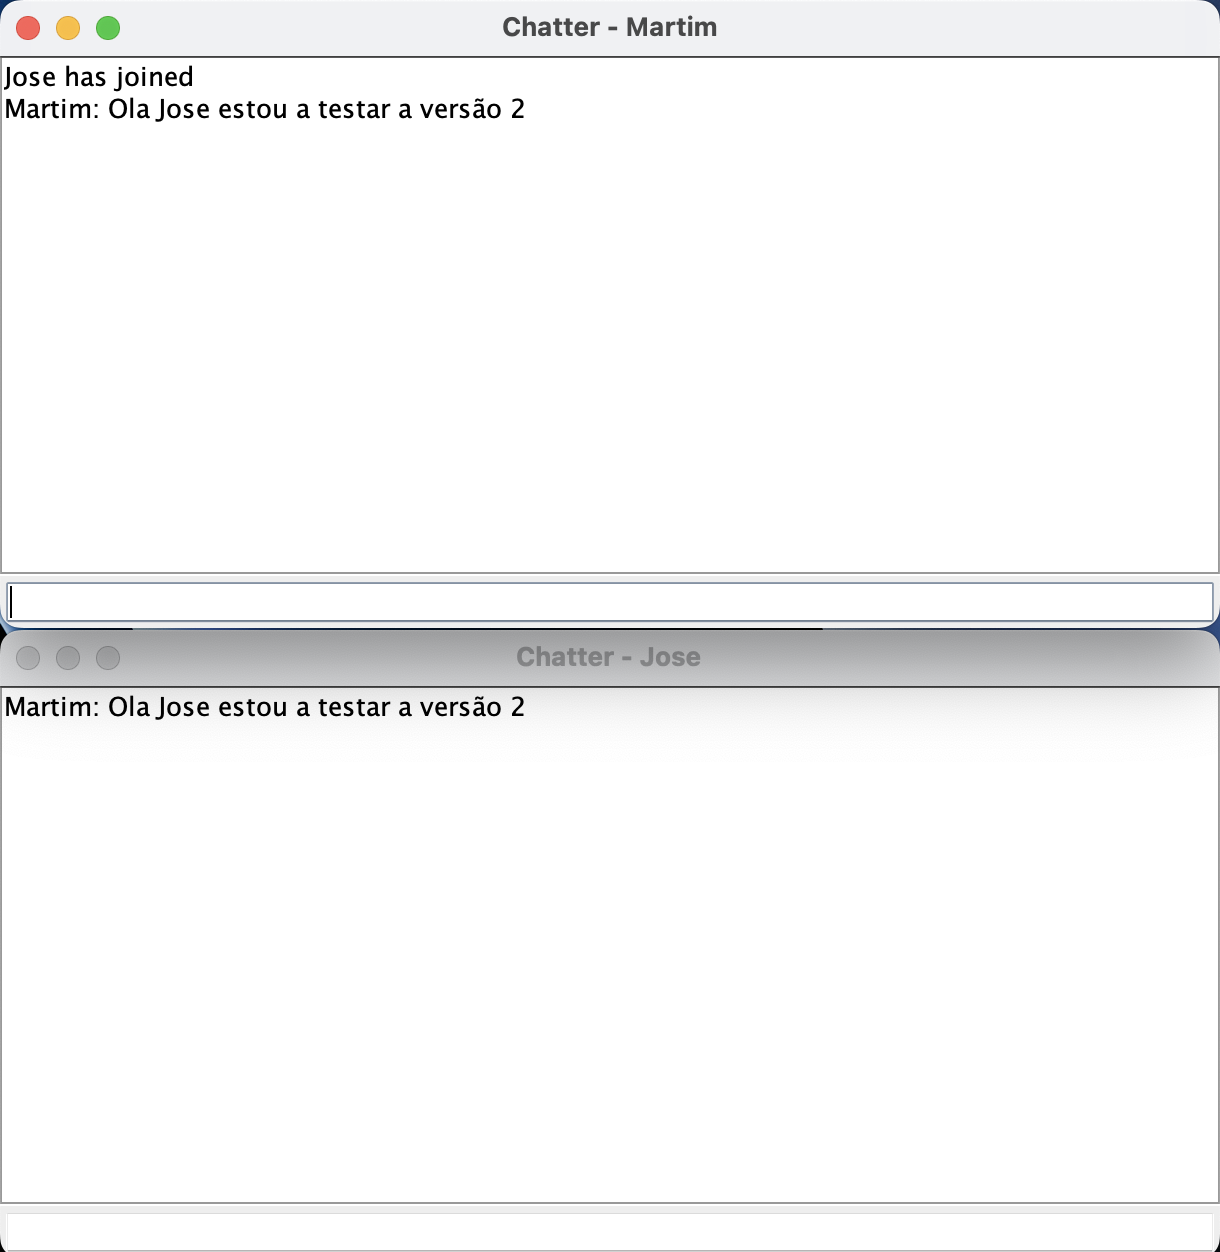 Chatter - Martim
Jose has joined
Martim: Ola Jose estou a testar a versão 2
Chatter - Jose
Martim: Ola Jose estou a testar a versão 2